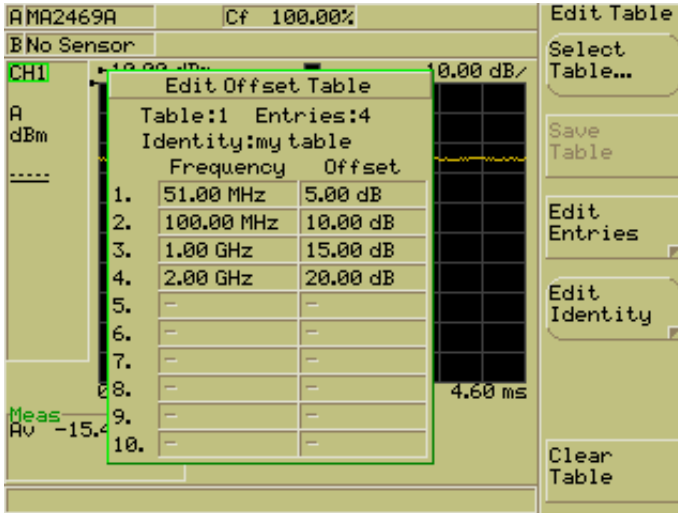 A MA2469A Cf 100.00%
B No Sensor
CH1 10.00 dB/
A
dBm
Edit Offset Table
Table:1 Entries:4
Identity:my table
Frequency Offset
1. 51.00 MHz 5.00 dB
2. 100.00 MHz 10.00 dB
3. 1.00 GHz 15.00 dB
4. 2.00 GHz 20.00 dB
5. – –
6. – –
7. – –
8. – –
9. – –
10. – –
4.60 ms
Meas
Av -15.4
Edit Table
Select
Table...
Save
Table
Edit
Entries
Edit
Identity
Clear
Table